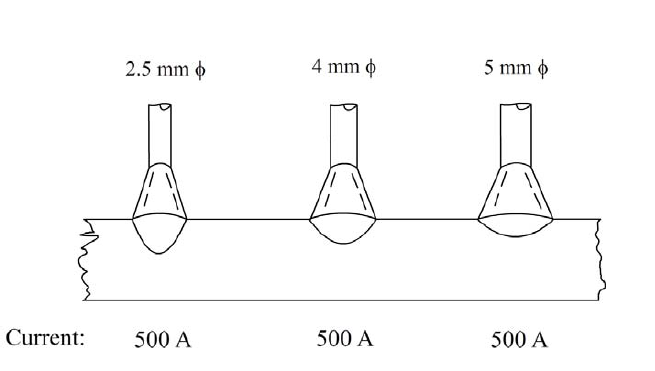 2.5 mm ϕ 4 mm ϕ 5 mm ϕ
Current: 500 A 500 A 500 A